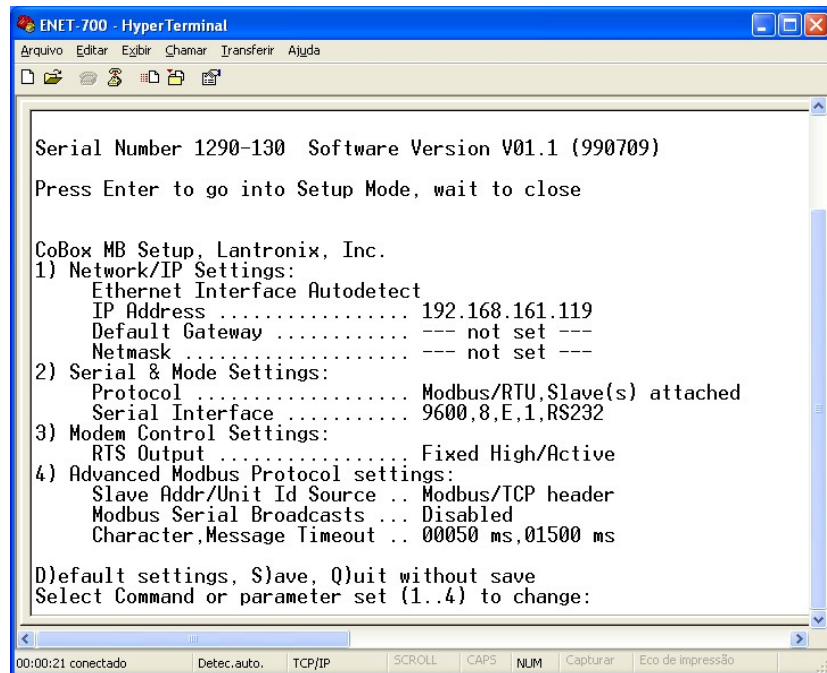 ENET-700 - HyperTerminal
Arquivo Editar Exibir Chamar Transferir Ajuda
Serial Number 1290-130 Software Version V01.1 (990709)
Press Enter to go into Setup Mode, wait to close
CoBox MB Setup, Lantronix, Inc.
1) Network/IP Settings:
Ethernet Interface Autodetect
IP Address ................. 192.168.161.119
Default Gateway ............ --- not set ---
Netmask .................... --- not set ---
2) Serial & Mode Settings:
Protocol ................... Modbus/RTU,Slave(s) attached
Serial Interface ........... 9600,8,E,1,RS232
3) Modem Control Settings:
RTS Output ................. Fixed High/Active
4) Advanced Modbus Protocol settings:
Slave Addr/Unit Id Source .. Modbus/TCP header
Modbus Serial Broadcasts ... Disabled
Character,Message Timeout .. 00050 ms,01500 ms
D)efault settings, S)ave, Q)uit without save
Select Command or parameter set (1..4) to change:
00:00:21 conectado Detec.auto. TCP/IP SCROLL CAPS NUM Capturar Eco de impressão